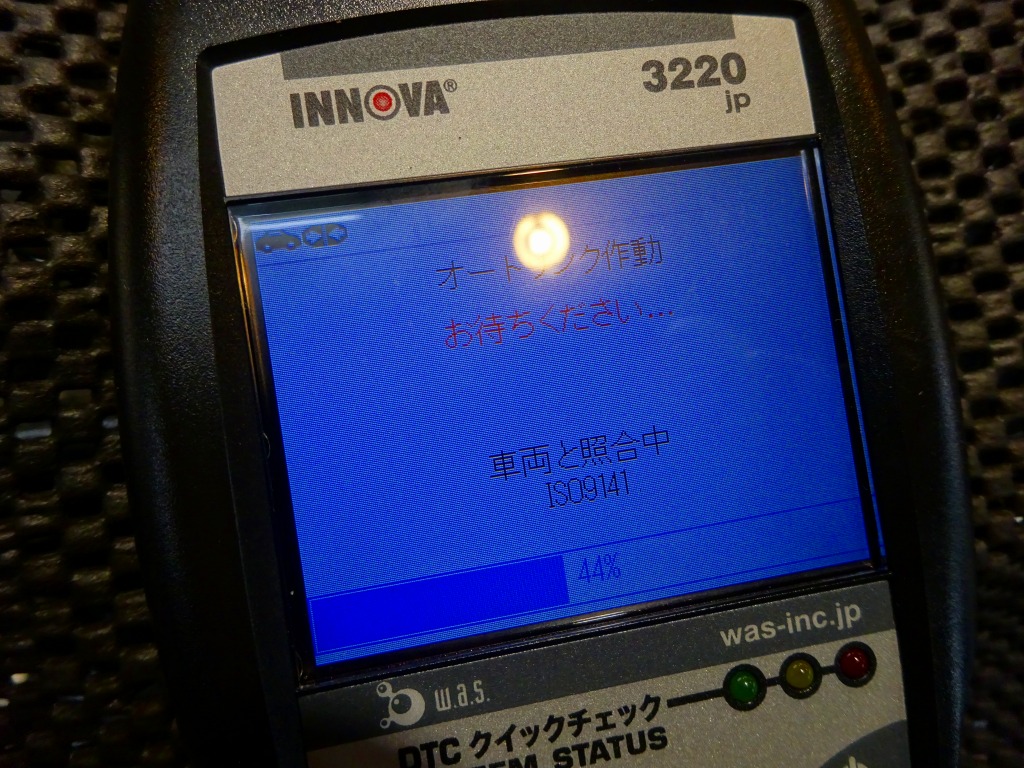 INNOVA®
3220
jp
オートリンク作動
お待ちください...
車両と照合中
ISO9141
44%
was-inc.jp
w.a.s.
DTC クイックチェック
STATUS